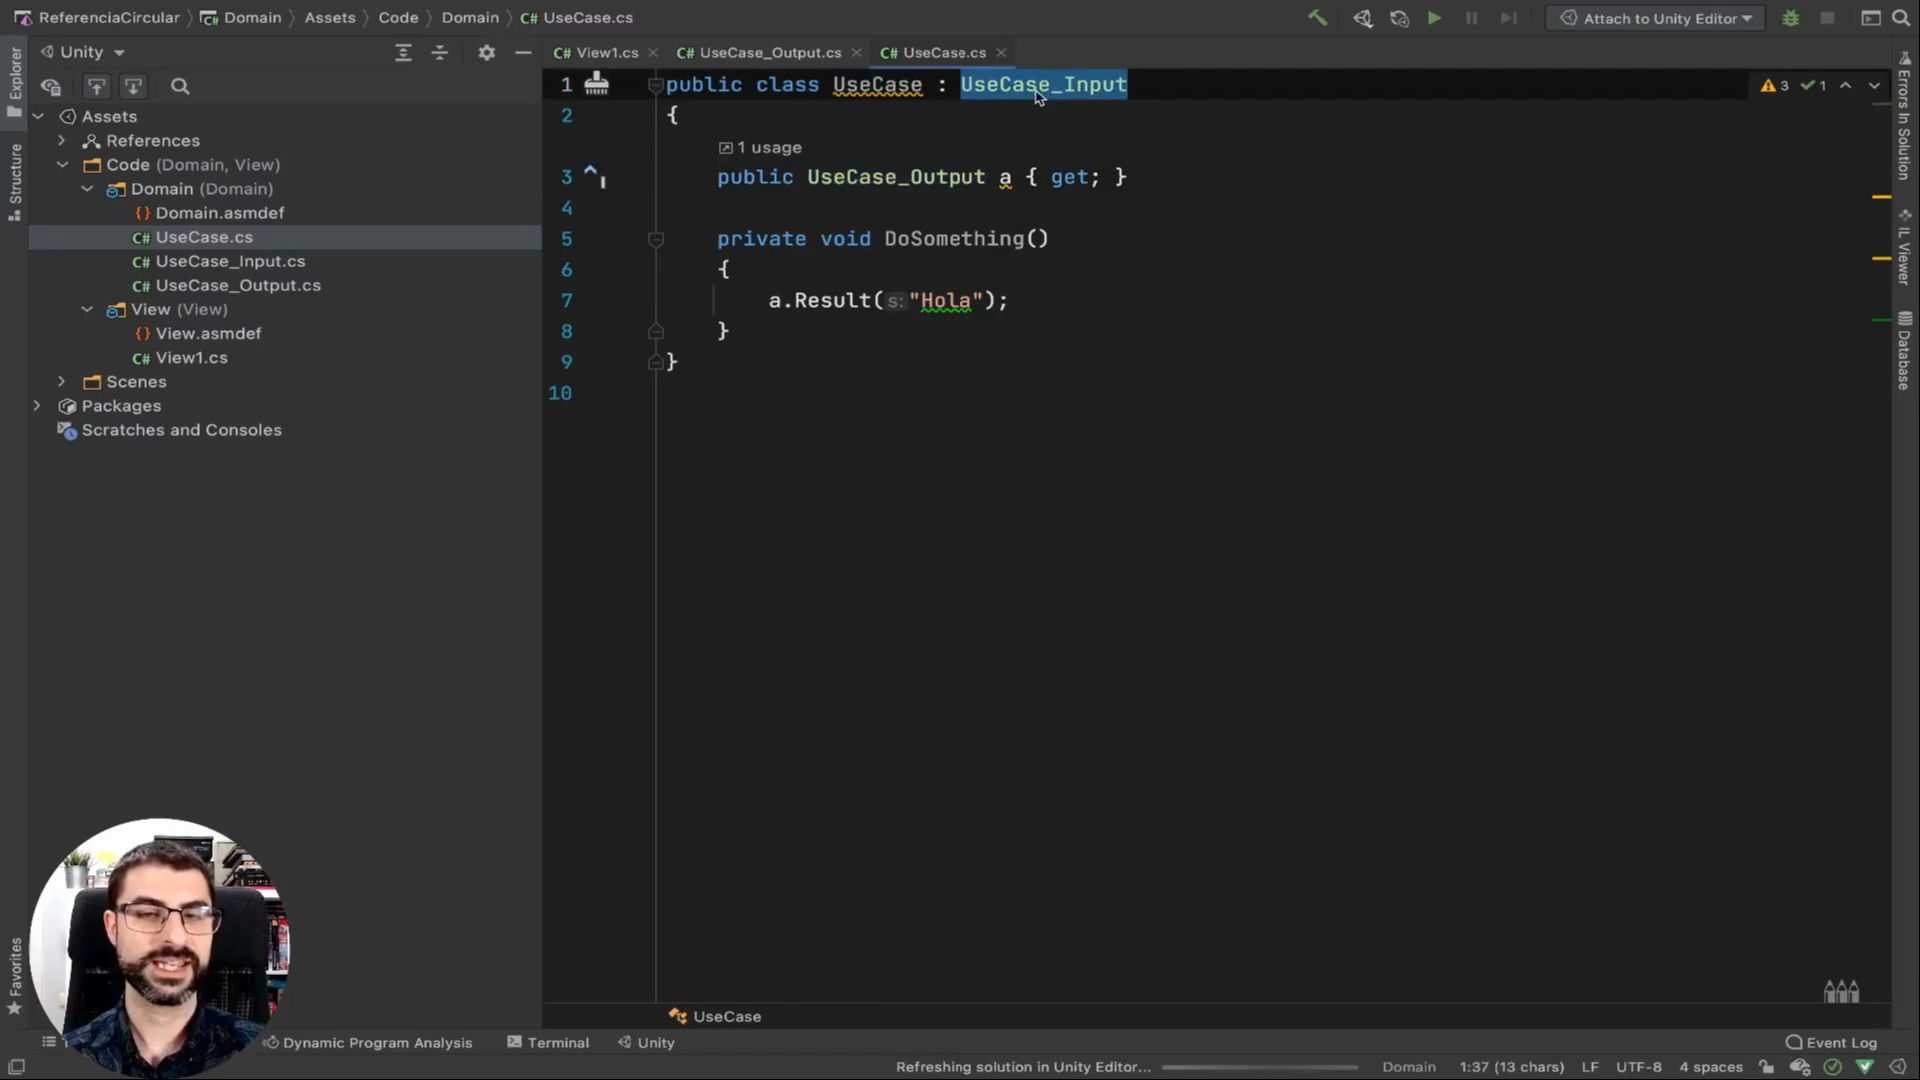 ReferenciaCircular Domain Assets Code Domain UseCase.cs
Attach to Unity Editor
Unity
View1.cs UseCase_Output.cs UseCase.cs
Explorer
Structure
Favorites
Assets
References
Code (Domain, View)
Domain (Domain)
Domain.asmdef
UseCase.cs
UseCase_Input.cs
UseCase_Output.cs
View (View)
View.asmdef
View1.cs
Scenes
Packages
Scratches and Consoles
1 public class UseCase : UseCase_Input
2 {
1 usage
3 public UseCase_Output a { get; }
4
5 private void DoSomething()
6 {
7 a.Result(s:"Hola");
8 }
9 }
10
3 1
Errors In Solution
IL Viewer
Database
UseCase
Dynamic Program Analysis Terminal Unity Event Log
Refreshing solution in Unity Editor... Domain 1:37 (13 chars) LF UTF-8 4 spaces